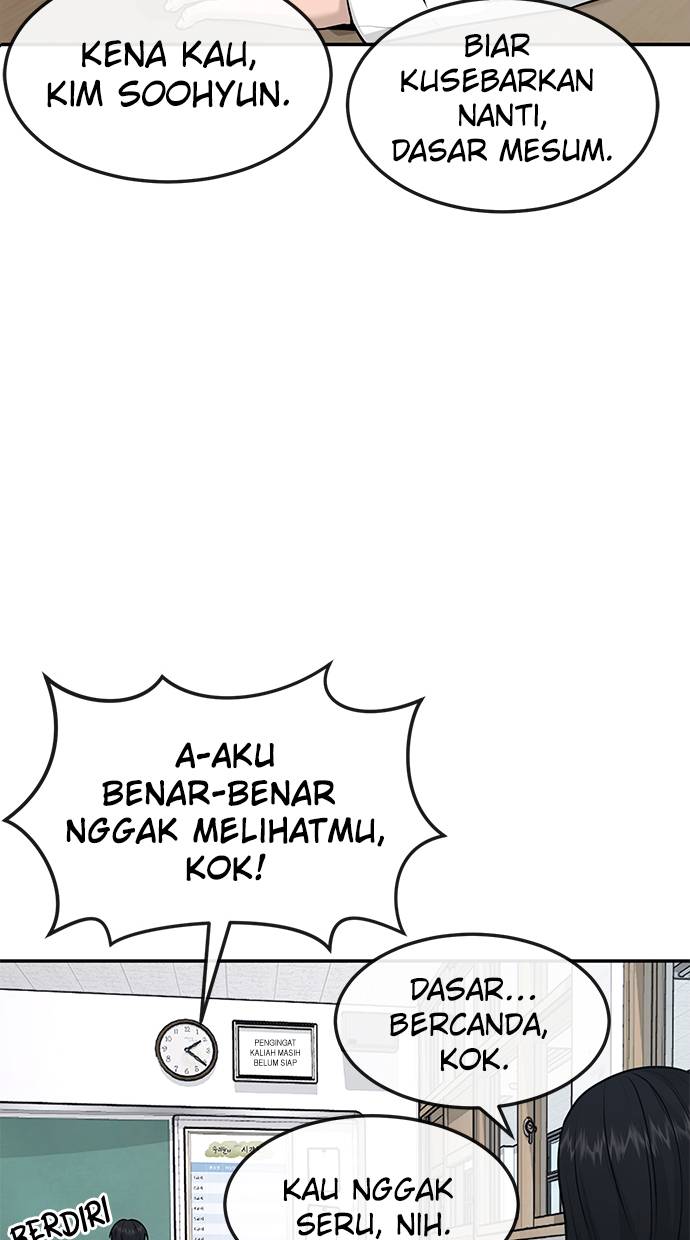 KENA KAU,
KIM SOOHYUN.
BIAR
KUSEBARKAN
NANTI,
DASAR MESUM.
A-AKU
BENAR-BENAR
NGGAK MELIHATMU,
KOK!
DASAR...
BERCANDA,
KOK.
PENGINGAT
KALIAH MASIH
BELUM SIAP
KAU NGGAK
SERU, NIH.
BERDIRI